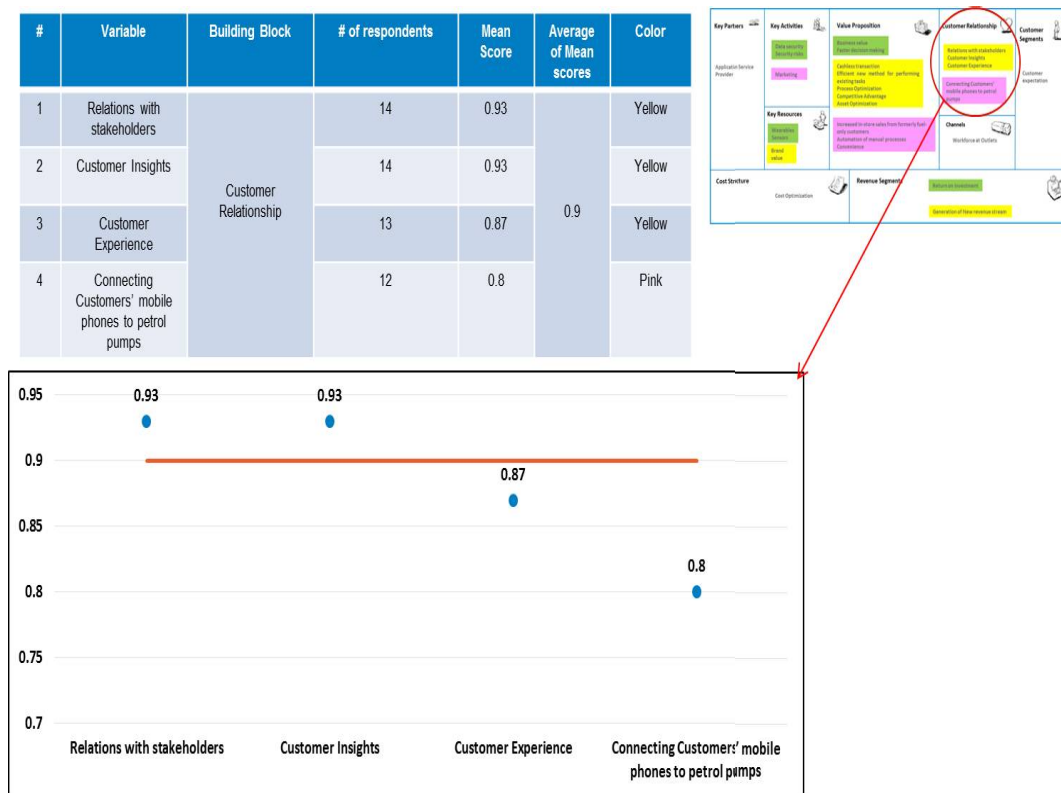 # Variable Building Block # of respondents Mean Score Average of Mean scores Color
1 Relations with stakeholders 14 0.93 Yellow
2 Customer Insights 14 0.93 Yellow
Customer Relationship
0.9
3 Customer Experience 13 0.87 Yellow
4 Connecting Customers' mobile phones to petrol pumps 12 0.8 Pink
Key Partners
Applicatin Service
Provider
Key Activities
Data security
Security risks
Marketing
Key Resources
Wearables
Sensors
Brand
value
Value Proposition
Business value
Faster decision making
Cashless transaction
Efficient new method for performing
existing tasks
Process Optimization
Competitive Advantage
Asset Optimization
Increased in-store sales from formerly fuel-
only customers
Automation of manual processes
Convenience
Customer Relationship
Relations with stakeholders
Customer Insights
Customer Experience
Connecting Customers'
mobile phones to petrol
pumps
Channels
Workforce at Outlets
Customer
Segments
Customer
expectation
Cost Structure
Cost Optimization
Revenue Segments
Return on investment
Generation of New revenue stream
0.95
0.9
0.85
0.8
0.75
0.7
0.93
0.93
0.87
0.8
Relations with stakeholders
Customer Insights
Customer Experience
Connecting Customers' mobile
phones to petrol pumps